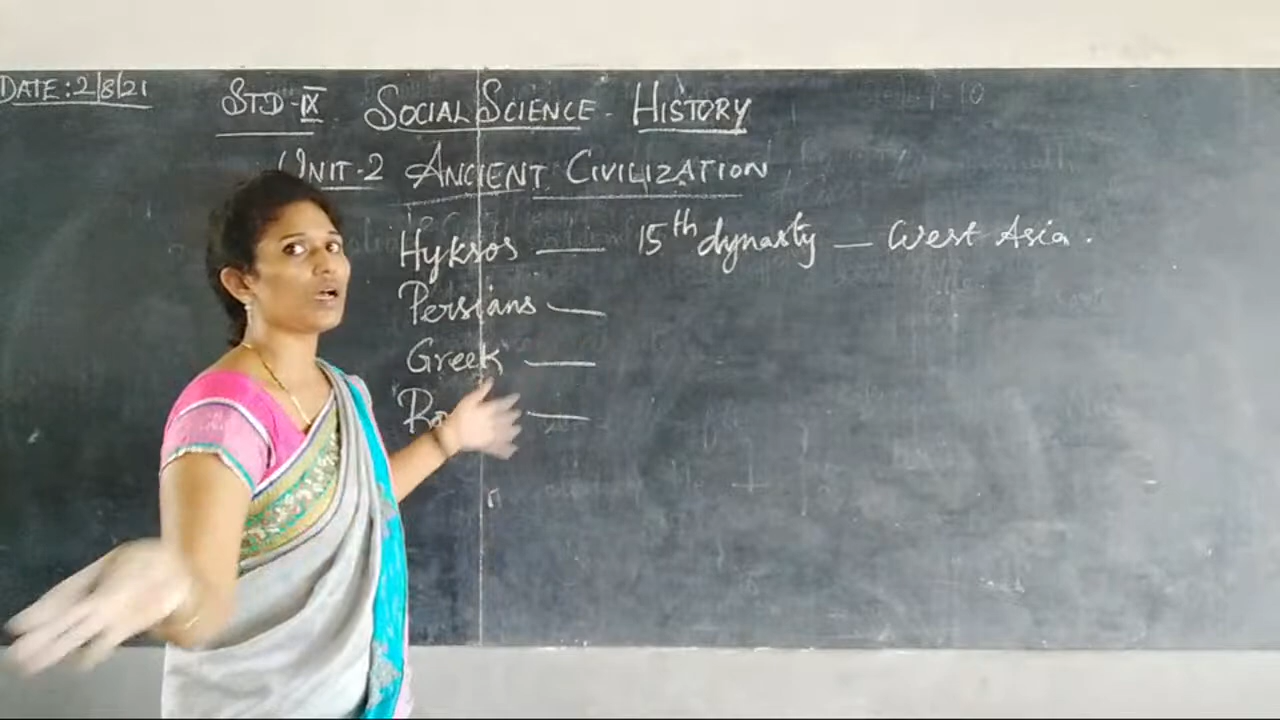 DATE: 2/8/21
STD-IX SOCIAL SCIENCE - HISTORY
UNIT-2 ANCIENT CIVILIZATION
Hyksos — 15th dynasty — West Asia.
Persians —
Greek —